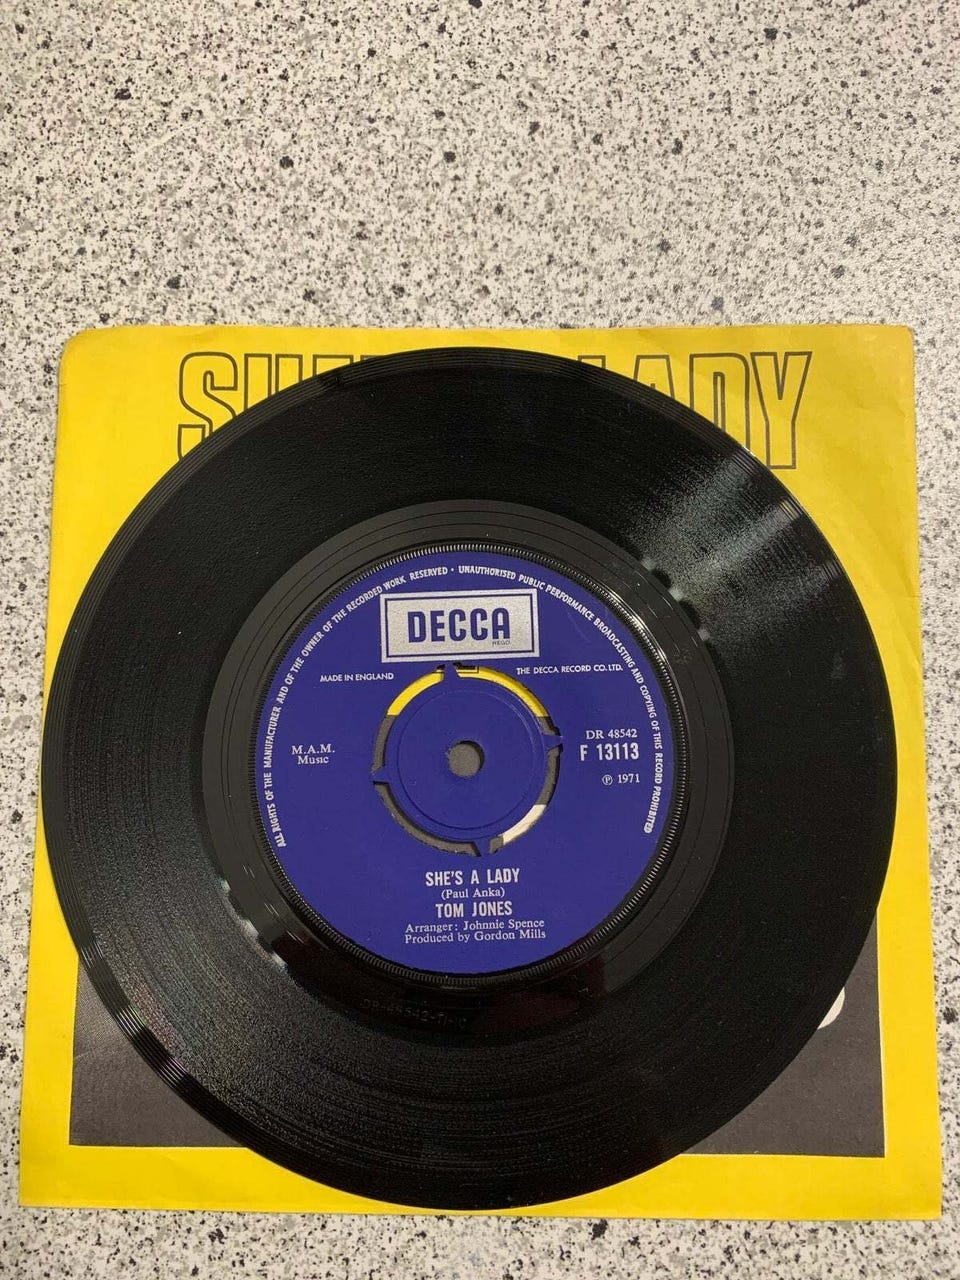 SHE'S A LADY
ALL RIGHTS OF THE MANUFACTURER AND OF THE OWNER OF THE RECORDED WORK RESERVED • UNAUTHORISED PUBLIC PERFORMANCE BROADCASTING AND COPYING OF THIS RECORD PROHIBITED
DECCA
REGD.
MADE IN ENGLAND
THE DECCA RECORD CO. LTD.
M.A.M.
Music
DR 48542
F 13113
℗ 1971
SHE'S A LADY
(Paul Anka)
TOM JONES
Arranger: Johnnie Spence
Produced by Gordon Mills